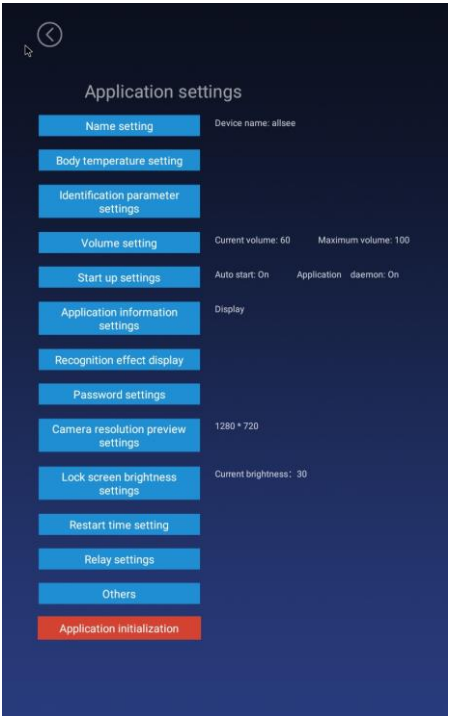 Application settings
Name setting Device name: allsee
Body temperature setting
Identification parameter
settings
Volume setting Current volume: 60 Maximum volume: 100
Start up settings Auto start: On Application daemon: On
Application information Display
settings
Recognition effect display
Password settings
Camera resolution preview 1280 * 720
settings
Lock screen brightness Current brightness: 30
settings
Restart time setting
Relay settings
Others
Application initialization